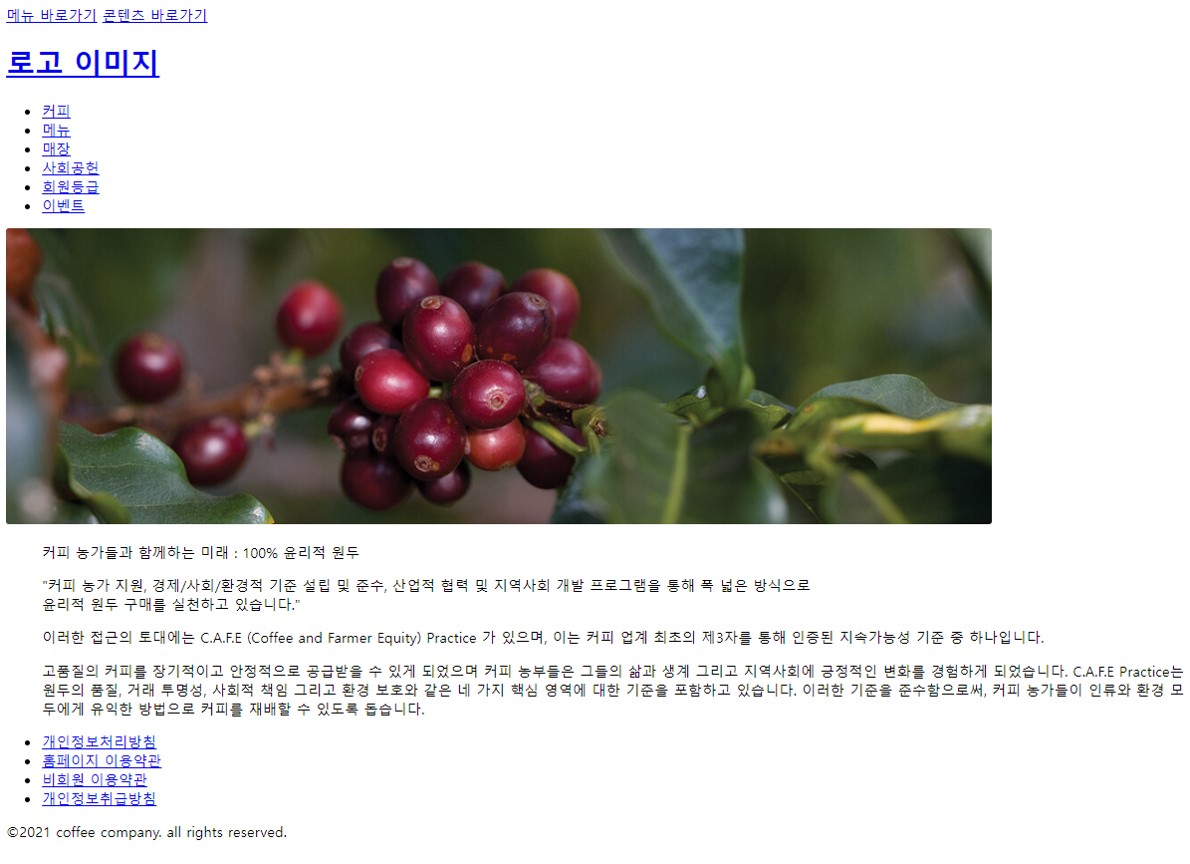 메뉴 바로가기 콘텐츠 바로가기
로고 이미지
커피
메뉴
매장
사회공헌
회원등급
이벤트
커피 농가들과 함께하는 미래 : 100% 윤리적 원두
"커피 농가 지원, 경제/사회/환경적 기준 설립 및 준수, 산업적 협력 및 지역사회 개발 프로그램을 통해 폭 넓은 방식으로
윤리적 원두 구매를 실천하고 있습니다."
이러한 접근의 토대에는 C.A.F.E (Coffee and Farmer Equity) Practice 가 있으며, 이는 커피 업계 최초의 제3자를 통해 인증된 지속가능성 기준 중 하나입니다.
고품질의 커피를 장기적이고 안정적으로 공급받을 수 있게 되었으며 커피 농부들은 그들의 삶과 생계 그리고 지역사회에 긍정적인 변화를 경험하게 되었습니다. C.A.F.E Practice는
원두의 품질, 거래 투명성, 사회적 책임 그리고 환경 보호와 같은 네 가지 핵심 영역에 대한 기준을 포함하고 있습니다. 이러한 기준을 준수함으로써, 커피 농가들이 인류와 환경 모
두에게 유익한 방법으로 커피를 재배할 수 있도록 돕습니다.
개인정보처리방침
홈페이지 이용약관
비회원 이용약관
개인정보취급방침
©2021 coffee company. all rights reserved.